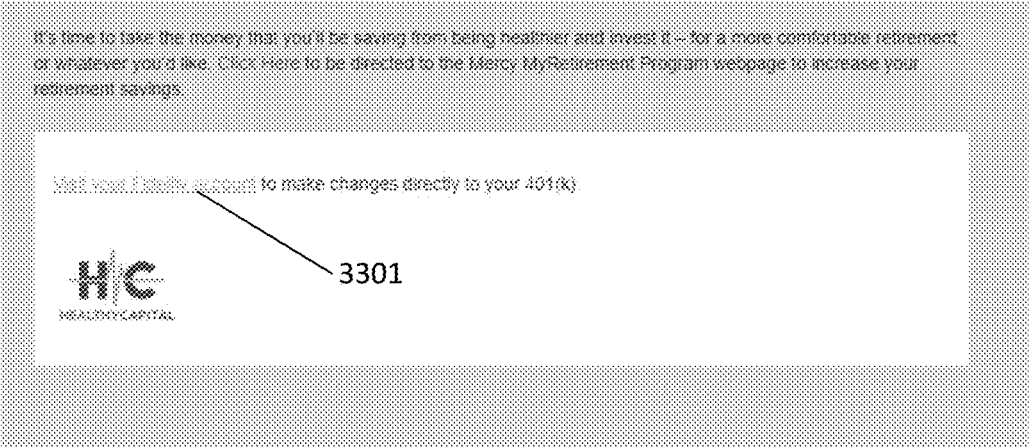 It's time to take the money that you'll be saving from being healthier and invest it – for a more comfortable retirement,
or whatever you'd like. Click Here to be directed to the Mercy MyRetirement Program webpage to increase your
retirement savings.
Visit your Fidelity account to make changes directly to your 401(k).
3301
H C
HEALTHYCAPITAL